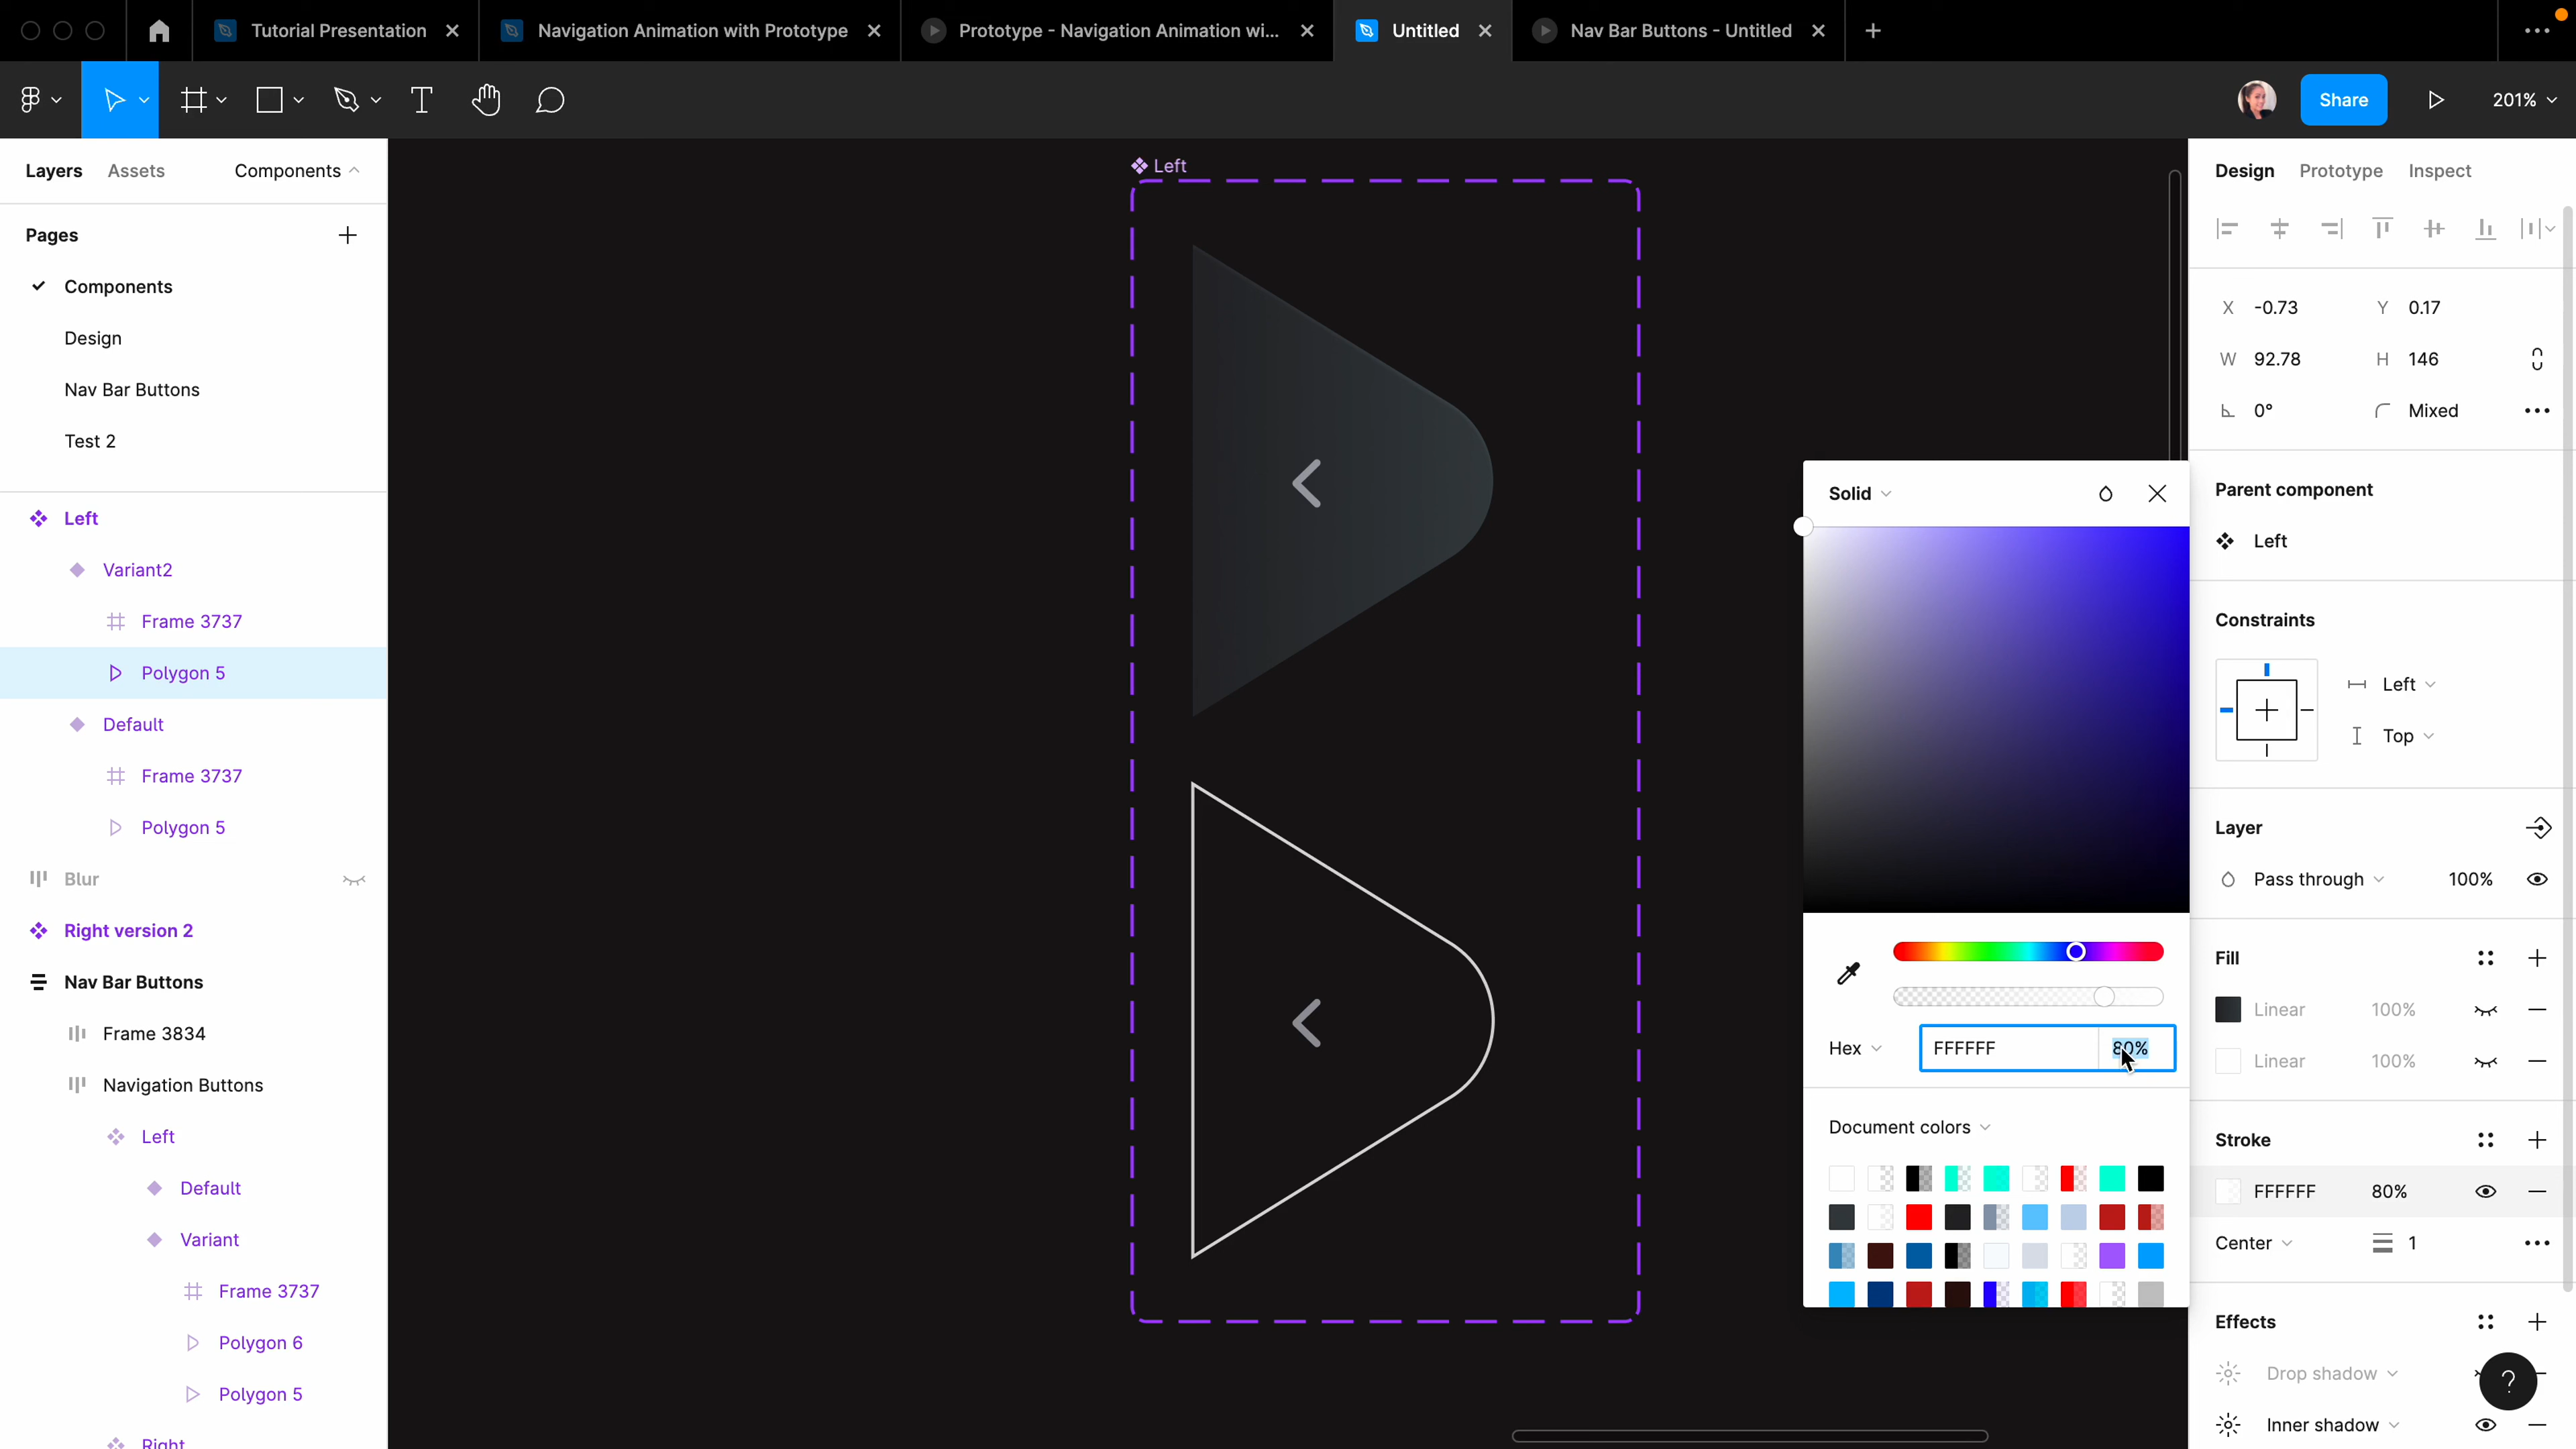 Tutorial Presentation
Navigation Animation with Prototype
Prototype - Navigation Animation wi...
Untitled
Nav Bar Buttons - Untitled
Share
201%
Layers
Assets
Components
Pages
Components
Design
Nav Bar Buttons
Test 2
Left
Variant2
Frame 3737
Polygon 5
Default
Frame 3737
Polygon 5
Blur
Right version 2
Nav Bar Buttons
Frame 3834
Navigation Buttons
Left
Default
Variant
Frame 3737
Polygon 6
Polygon 5
Right
Left
Solid
Hex
FFFFFF
80%
Document colors
Design
Prototype
Inspect
X -0.73
Y 0.17
W 92.78
H 146
0°
Mixed
Parent component
Left
Constraints
Left
Top
Layer
Pass through
100%
Fill
Linear 100%
Linear 100%
Stroke
FFFFFF 80%
Center
1
Effects
Drop shadow
?
Inner shadow